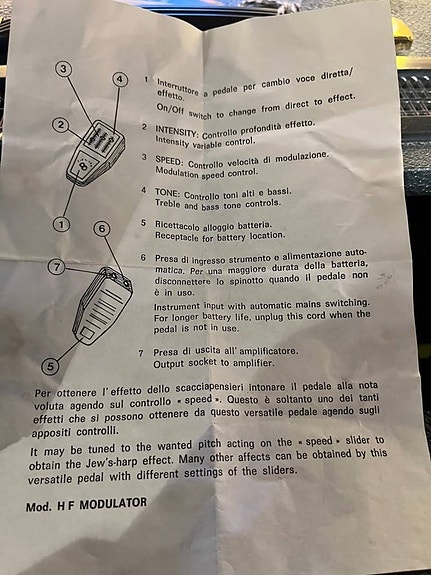 3
4
2
1
6
7
5
1 Interruttore a pedale per cambio voce diretta/
effetto.
On/Off switch to change from direct to effect.
2 INTENSITY: Controllo profondità effetto.
Intensity variable control.
3 SPEED: Controllo velocità di modulazione.
Modulation speed control.
4 TONE: Controllo toni alti e bassi.
Treble and bass tone controls.
5 Ricettacolo alloggio batteria.
Receptacle for battery location.
6 Presa di ingresso strumento e alimentazione auto-
matica. Per una maggiore durata della batteria,
disconnettere lo spinotto quando il pedale non
è in uso.
Instrument input with automatic mains switching.
For longer battery life, unplug this cord when the
pedal is not in use.
7 Presa di uscita all'amplificatore.
Output socket to amplifier.
Per ottenere l'effetto dello scacciapensieri intonare il pedale alla nota
voluta agendo sul controllo « speed ». Questo è soltanto uno dei tanti
effetti che si possono ottenere da questo versatile pedale agendo sugli
appositi controlli.
It may be tuned to the wanted pitch acting on the « speed » slider to
obtain the Jew's-harp effect. Many other affects can be obtained by this
versatile pedal with different settings of the sliders.
Mod. HF MODULATOR